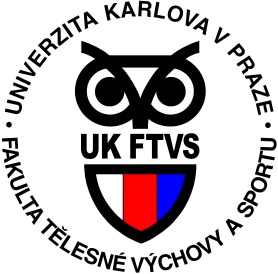 • UNIVERZITA KARLOVA V PRAZE •
UK FTVS
FAKULTA TĚLESNÉ VÝCHOVY A SPORTU